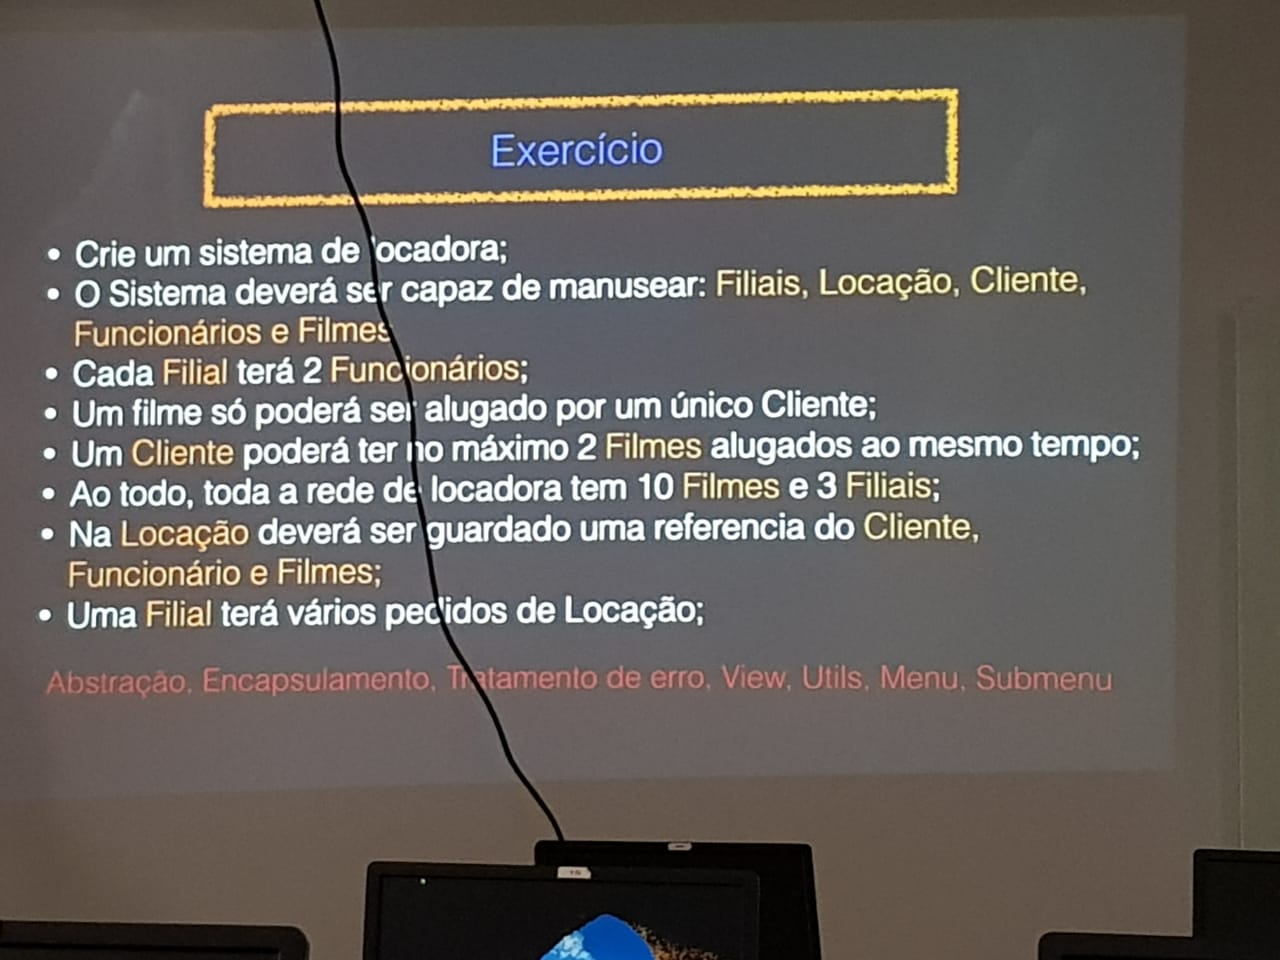 Exercício
• Crie um sistema de locadora;
• O Sistema deverá ser capaz de manusear: Filiais, Locação, Cliente,
Funcionários e Filmes
• Cada Filial terá 2 Funcionários;
• Um filme só poderá ser alugado por um único Cliente;
• Um Cliente poderá ter no máximo 2 Filmes alugados ao mesmo tempo;
• Ao todo, toda a rede de locadora tem 10 Filmes e 3 Filiais;
• Na Locação deverá ser guardado uma referencia do Cliente,
Funcionário e Filmes;
• Uma Filial terá vários pedidos de Locação;
Abstração, Encapsulamento, Tratamento de erro, View, Utils, Menu, Submenu